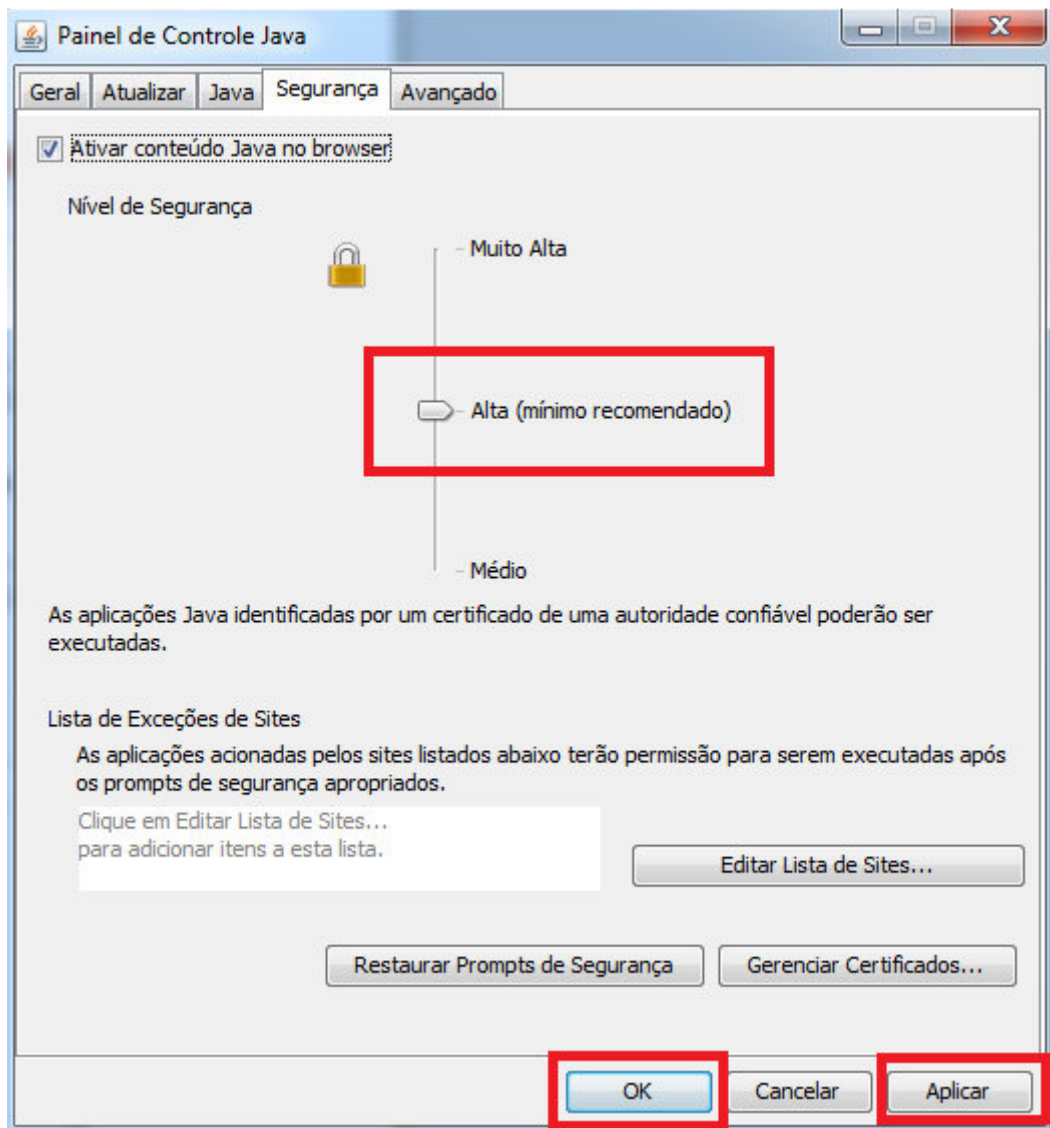 Painel de Controle Java
Geral Atualizar Java Segurança Avançado
Ativar conteúdo Java no browser
Nível de Segurança
Muito Alta
Alta (mínimo recomendado)
Médio
As aplicações Java identificadas por um certificado de uma autoridade confiável poderão ser
executadas.
Lista de Exceções de Sites
As aplicações acionadas pelos sites listados abaixo terão permissão para serem executadas após
os prompts de segurança apropriados.
Clique em Editar Lista de Sites...
para adicionar itens a esta lista.
Editar Lista de Sites...
Restaurar Prompts de Segurança Gerenciar Certificados...
OK Cancelar Aplicar